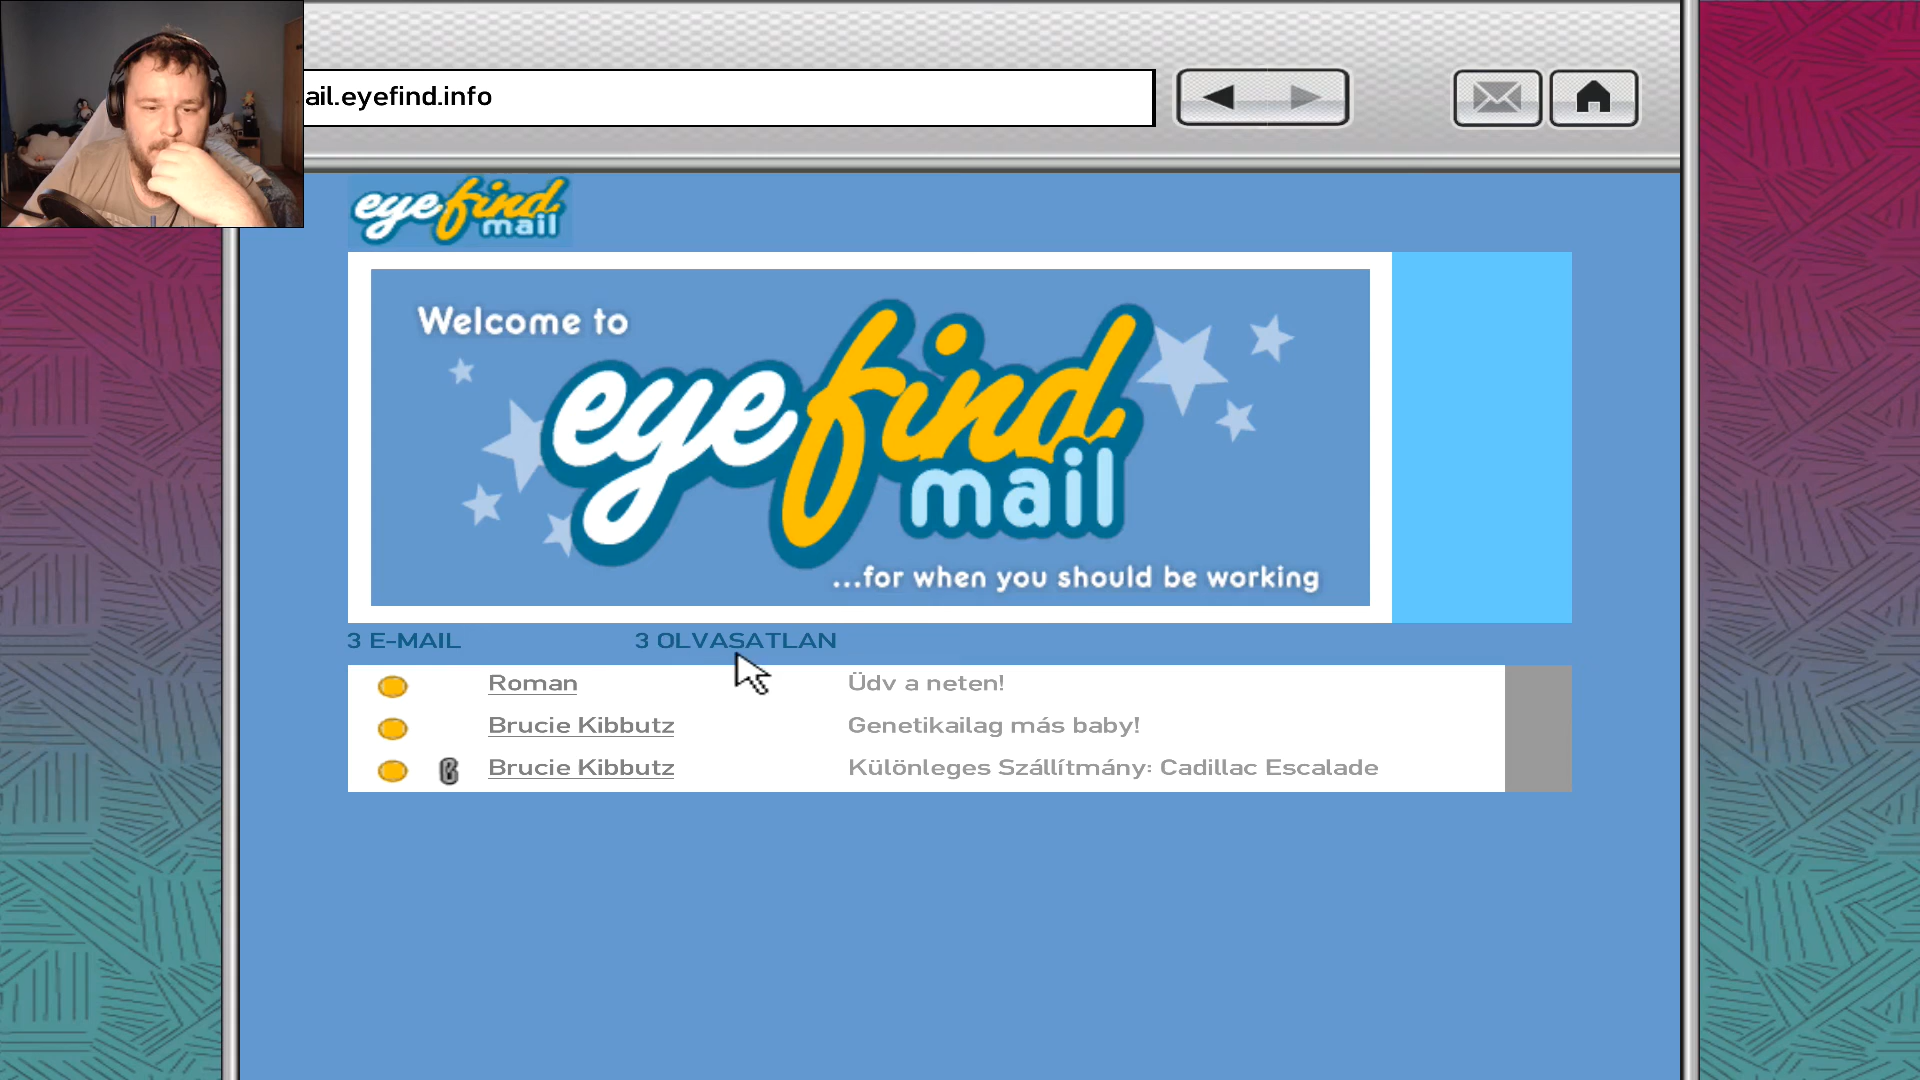 ail.eyefind.info
eyefind
mail
Welcome to
eyefind
mail
...for when you should be working
3 E-MAIL 3 OLVASATLAN
Roman Üdv a neten!
Brucie Kibbutz Genetikailag más baby!
Brucie Kibbutz Különleges Szállítmány: Cadillac Escalade